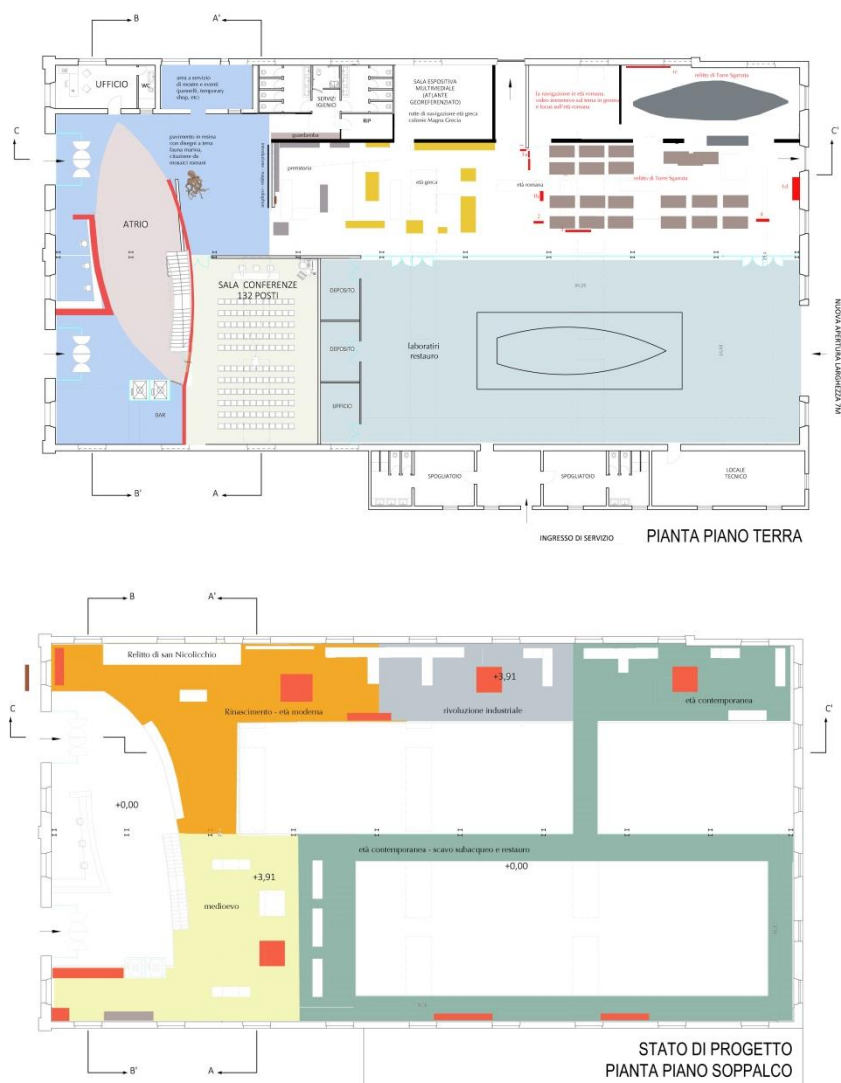 B
A'
UFFICIO
WC
area a servizio
di mostre e eventi
(pannelli, temporary
shop, etc)
SERVIZI
IGIENICI
RIP
SALA ESPOSITIVA
MULTIMEDIALE
(ATLANTE
GEOREFERENZIATO)
rotte di navigazione età greca
colonie Magna Grecia
la navigazione in età romana,
video immersivo sul tema in genere
e focus sull'età romana
relitto di Torre Sgarrata
C
C'
pavimento in resina
con disegni a terra
fauna marina,
citazione da
mosaici romani
guardaroba
preistoria
età greca
età romana
relitto di Torre Sgarrata
ATRIO
SALA CONFERENZE
132 POSTI
DEPOSITO
DEPOSITO
UFFICIO
laboratiri
restauro
BAR
NUOVA APERTURA LARGHEZZA 7M
SPOGLIATOIO
SPOGLIATOIO
LOCALE
TECNICO
B'
A
INGRESSO DI SERVIZIO
PIANTA PIANO TERRA
B
A'
Relitto di san Nicolicchio
+3,91
C
Rinascimento - età moderna
rivoluzione industriale
età contemporanea
C'
+0,00
età contemporanea - scavo subacqueo e restauro
+0,00
+3,91
medioevo
B'
A
STATO DI PROGETTO
PIANTA PIANO SOPPALCO